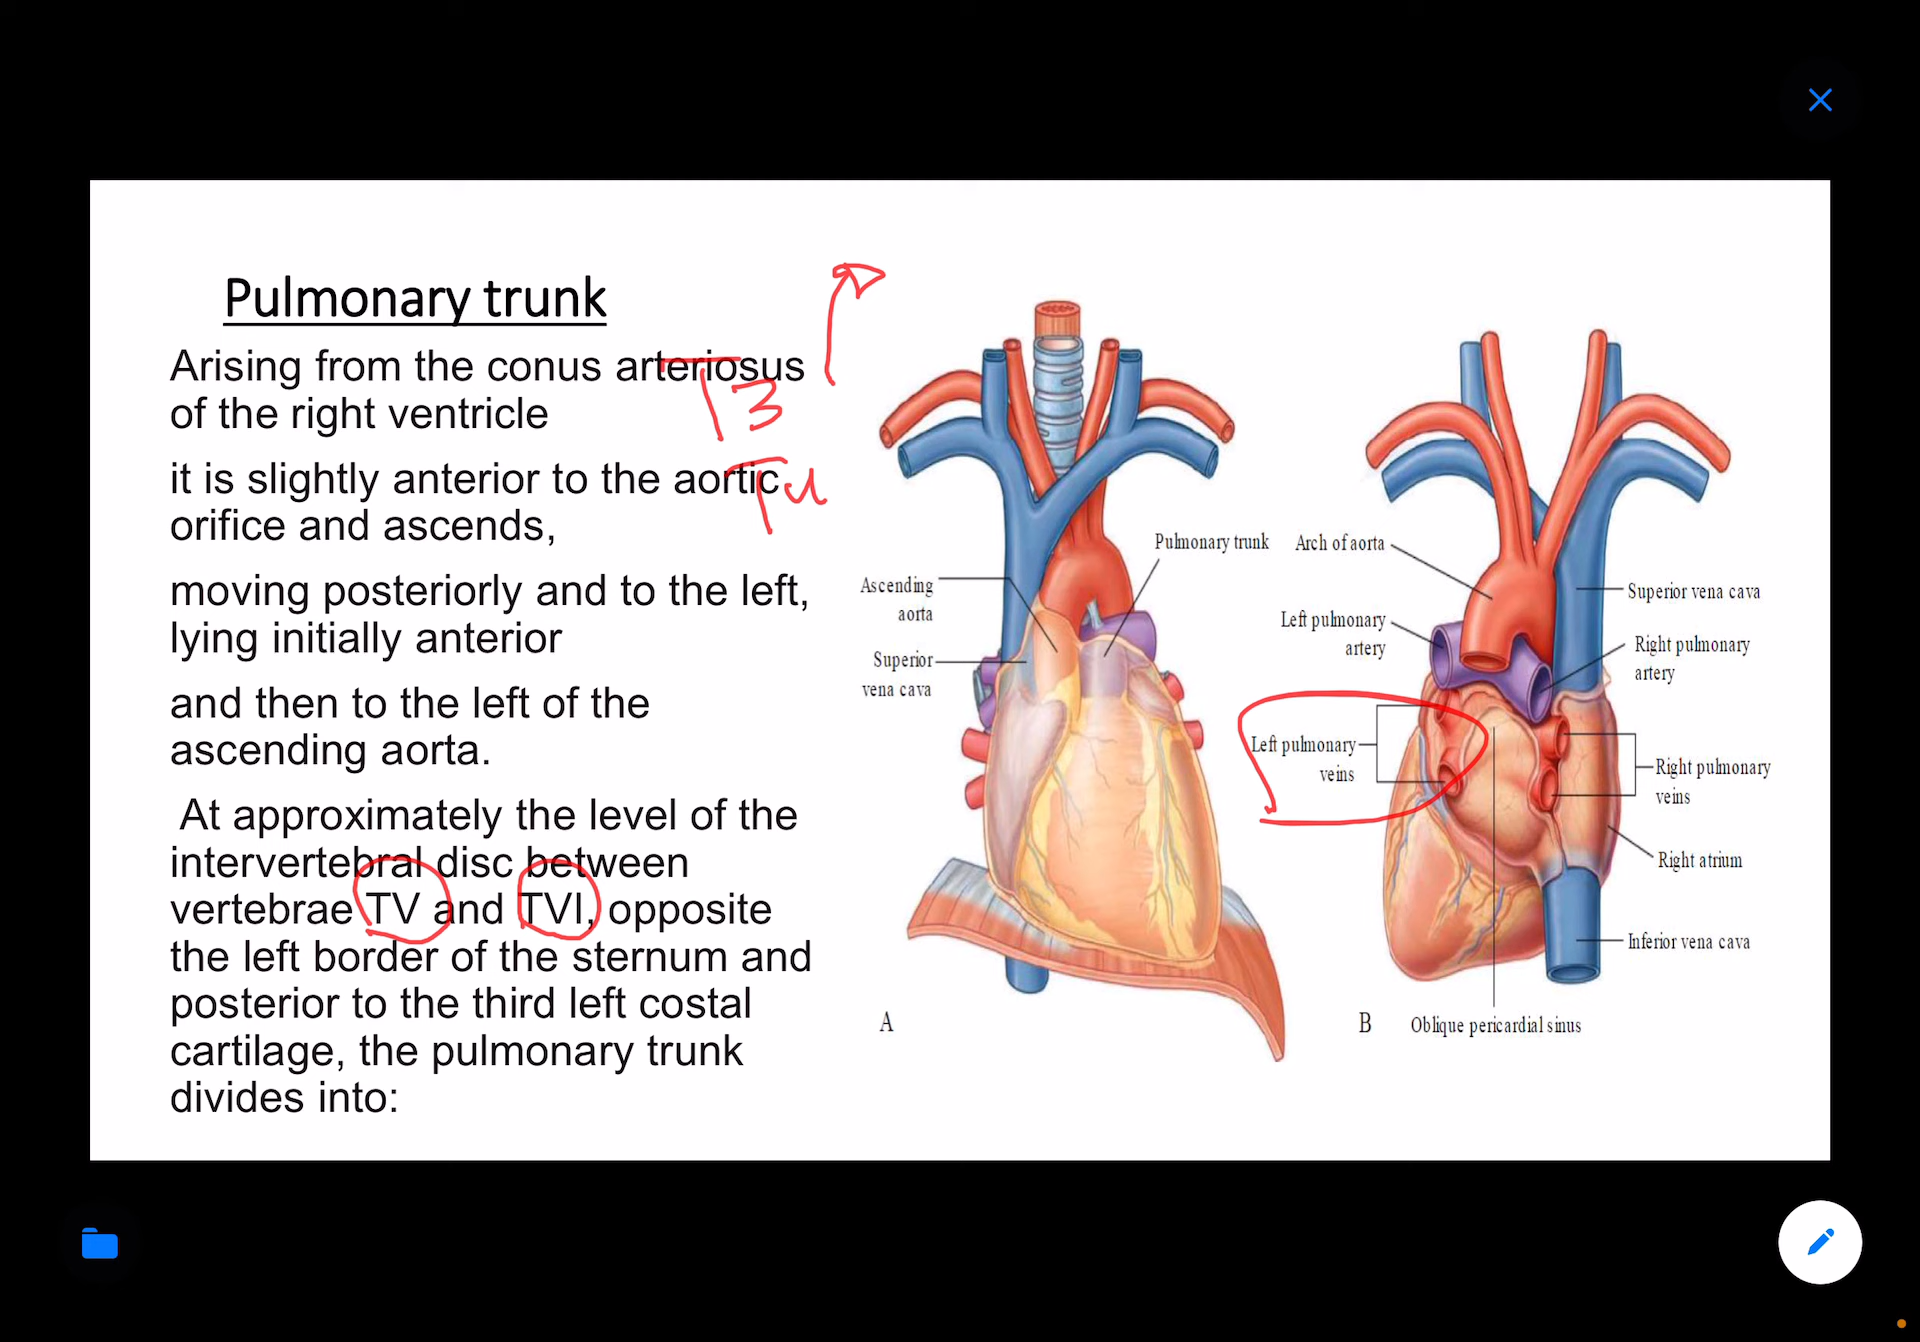 Pulmonary trunk
Arising from the conus arteriosus
of the right ventricle
T3
it is slightly anterior to the aortic
orifice and ascends,
T4
moving posteriorly and to the left,
lying initially anterior
and then to the left of the
ascending aorta.
At approximately the level of the
intervertebral disc between
vertebrae TV and TVI, opposite
the left border of the sternum and
posterior to the third left costal
cartilage, the pulmonary trunk
divides into:
Pulmonary trunk
Ascending
aorta
Superior
vena cava
A
Arch of aorta
Left pulmonary
artery
Left pulmonary
veins
Superior vena cava
Right pulmonary
artery
Right pulmonary
veins
Right atrium
Inferior vena cava
B
Oblique pericardial sinus